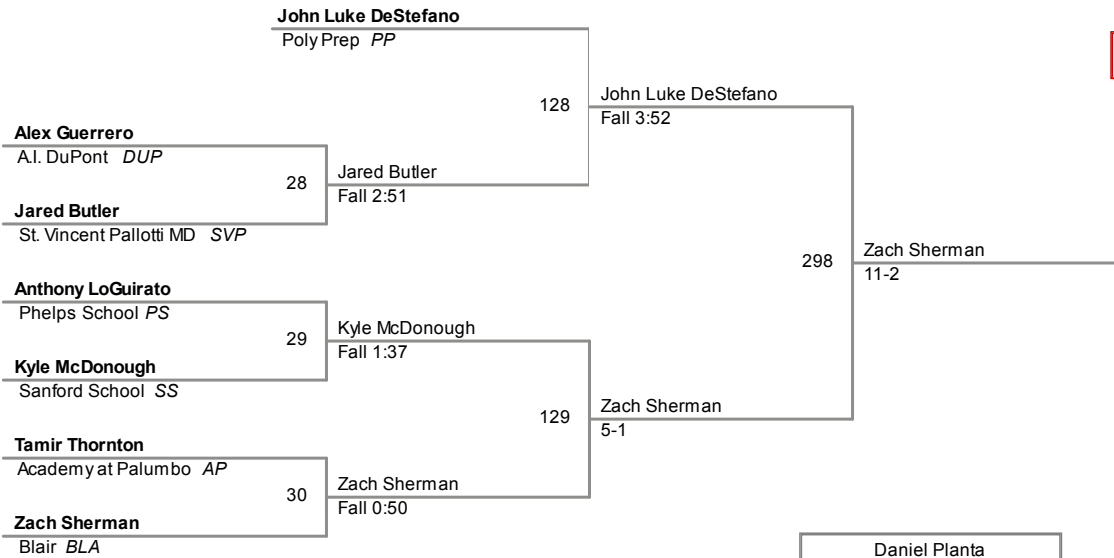 John Luke DeStefano
Poly Prep PP
128
John Luke DeStefano
Fall 3:52
Alex Guerrero
A.I. DuPont DUP
28
Jared Butler
Fall 2:51
Jared Butler
St. Vincent Pallotti MD SVP
298
Zach Sherman
11-2
Anthony LoGuirato
Phelps School PS
29
Kyle McDonough
Fall 1:37
Kyle McDonough
Sanford School SS
129
Zach Sherman
5-1
Tamir Thornton
Academy at Palumbo AP
30
Zach Sherman
Fall 0:50
Zach Sherman
Blair BLA
Daniel Planta